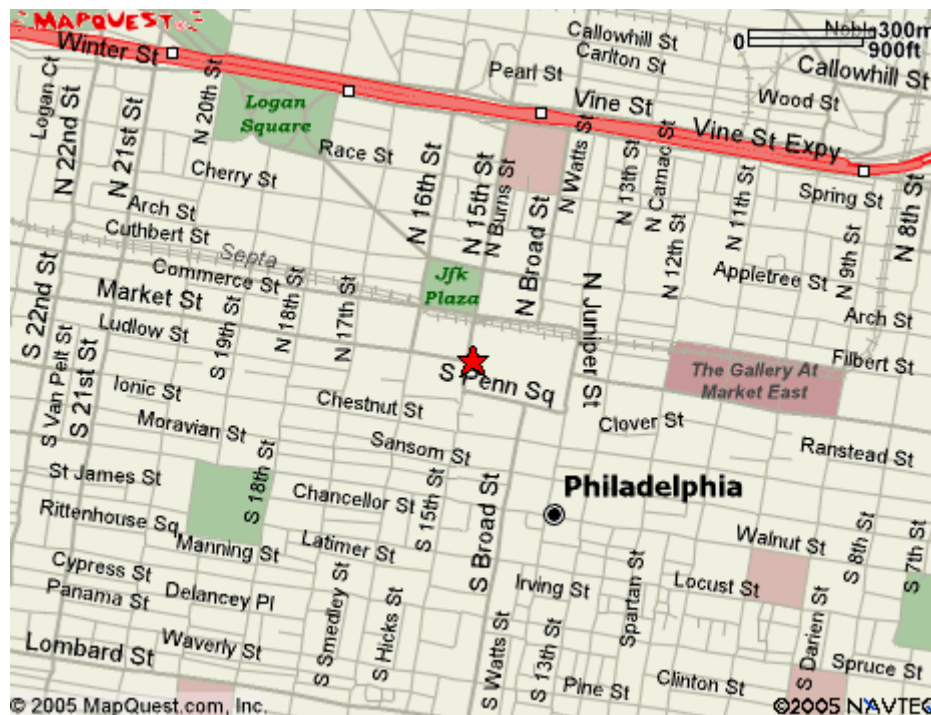 MAPQUEST
Noble
300m
0
900ft
Callowhill St
Carlton St
Callowhill St
Winter St
Pearl St
Wood St
Vine St
Vine St Expy
Logan Ct
N 22nd St
N 21st St
N 20th St
Logan
Square
Race St
N 16th St
N 15th St
N Burns St
N Broad St
N Watts St
N 13th St
N Camac St
N 12th St
N 11th St
Spring St
N 9th St
N 8th St
Cherry St
Arch St
Cuthbert St
Septa
Commerce St
Market St
Jfk
Plaza
N Juniper St
Appletree St
Arch St
Filbert St
S 22nd St
Ludlow St
S 19th St
N 18th St
N 17th St
S Penn Sq
The Gallery At
Market East
S Van Pelt St
S 21st St
Ionic St
Chestnut St
Clover St
Moravian St
Sansom St
Ranstead St
St James St
S 18th St
Chancellor St
S 15th St
S Broad St
Philadelphia
Rittenhouse Sq
Manning St
Latimer St
Walnut St
S 8th St
S 7th St
Cypress St
Panama St
Delancey Pl
S Smedley St
S Hicks St
Irving St
Spartan St
Locust St
S Darien St
Lombard St
Waverly St
S Watts St
S 13th St
Pine St
Clinton St
Spruce St
© 2005 MapQuest.com, Inc.
©2005 NAVTEQ